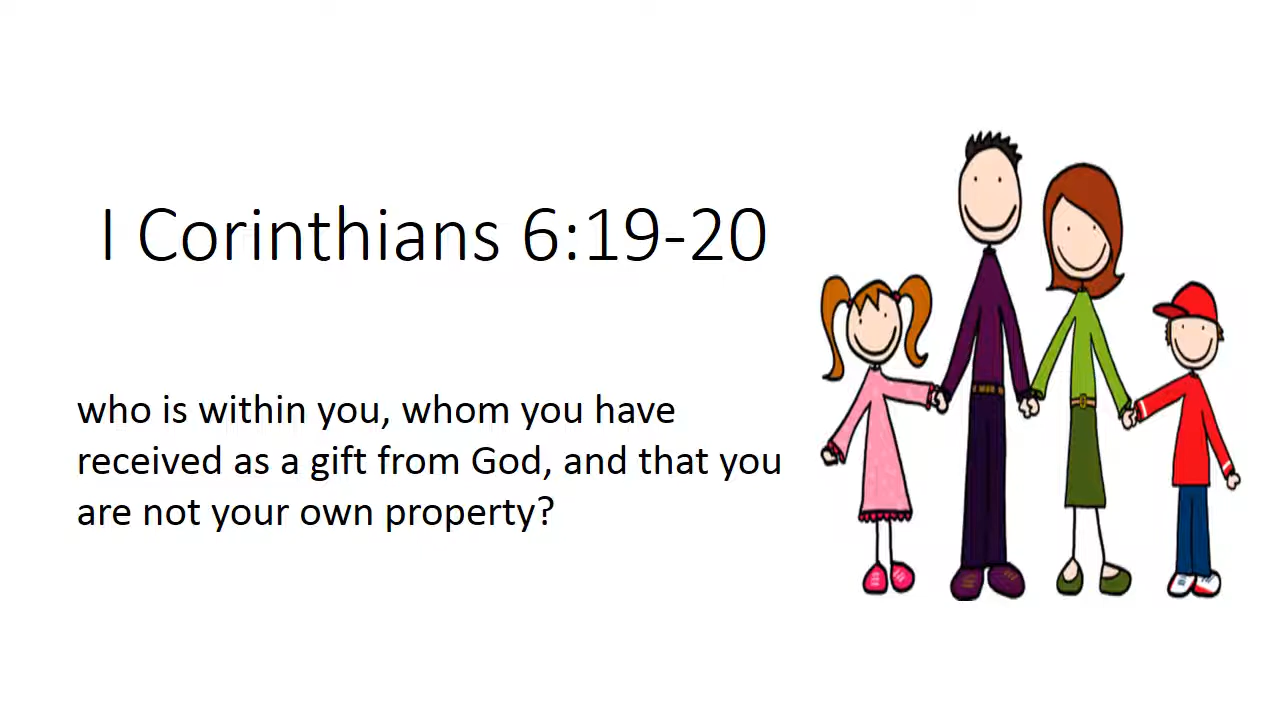 I Corinthians 6:19-20
who is within you, whom you have
received as a gift from God, and that you
are not your own property?